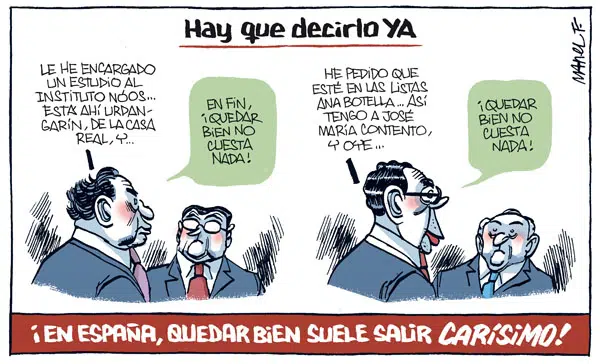 Hay que decirlo YA
MANEL F.
LE HE ENCARGADO
UN ESTUDIO AL
INSTITUTO NÓOS...
ESTÁ AHÍ URDAN-
GARÍN, DE LA CASA
REAL, Y...
EN FIN,
¡QUEDAR
BIEN NO
CUESTA
NADA!
HE PEDIDO QUE
ESTÉ EN LAS LISTAS
ANA BOTELLA... ASÍ
TENGO A JOSÉ
MARÍA CONTENTO,
Y OYE...
¡QUEDAR
BIEN NO
CUESTA
NADA!
¡EN ESPAÑA, QUEDAR BIEN SUELE SALIR CARÍSIMO!